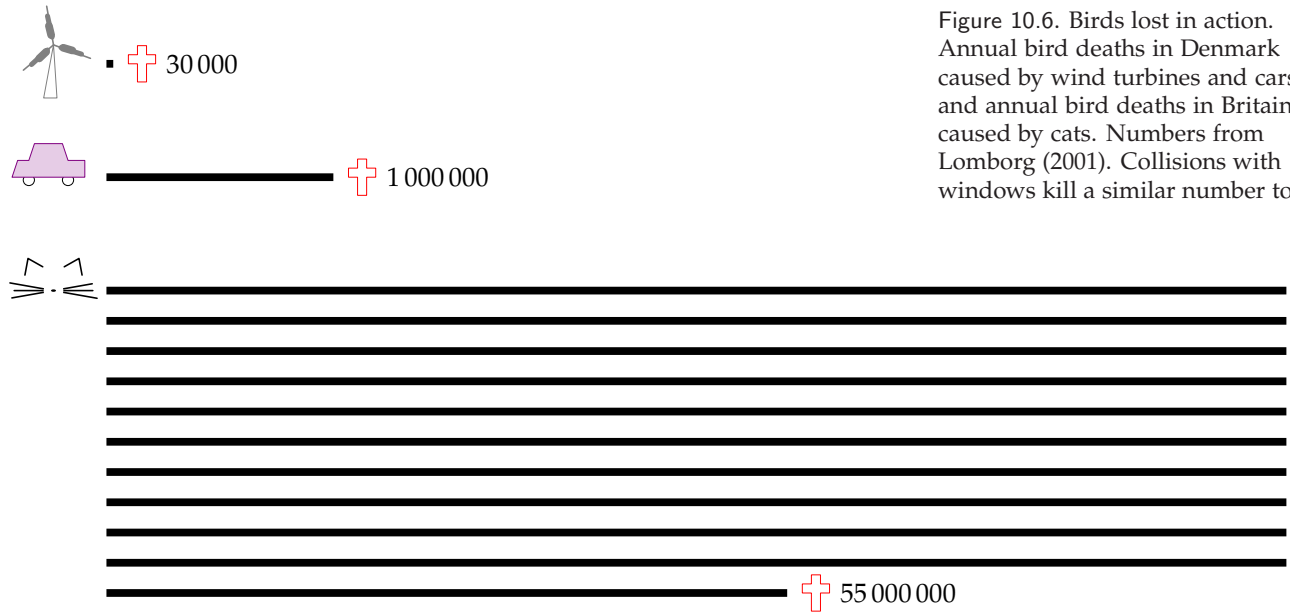 30 000
1 000 000
55 000 000
Figure 10.6. Birds lost in action.
Annual bird deaths in Denmark
caused by wind turbines and cars
and annual bird deaths in Britain
caused by cats. Numbers from
Lomborg (2001). Collisions with
windows kill a similar number to